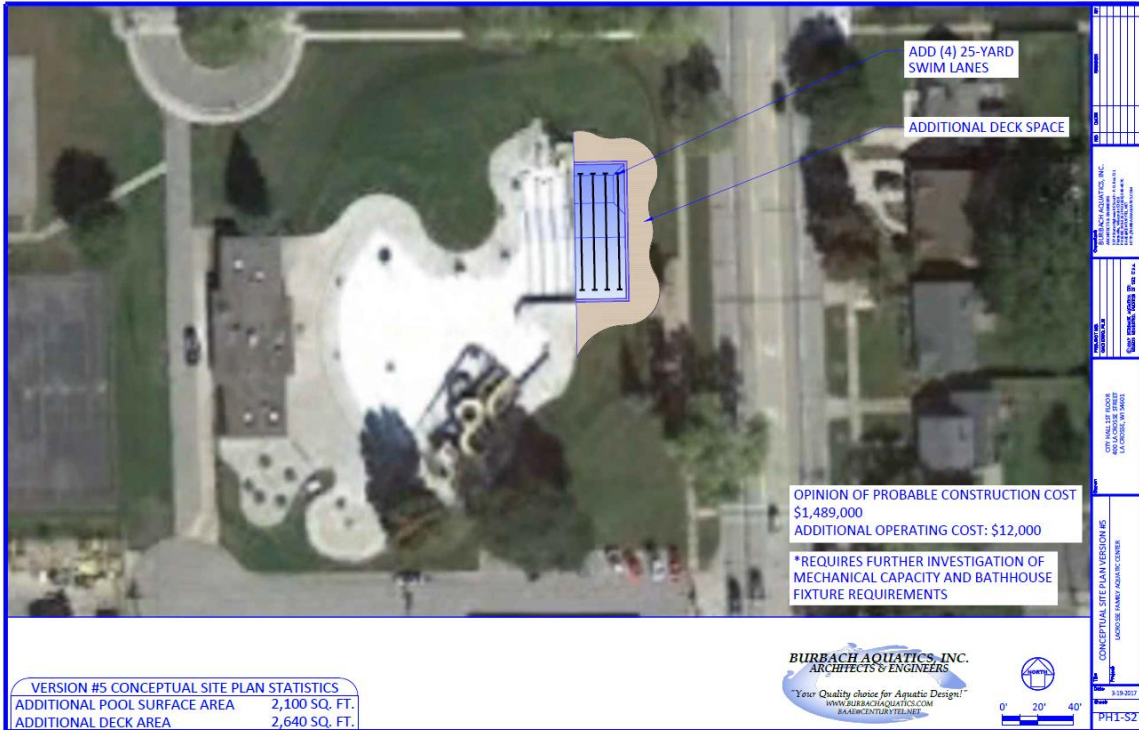 ADD (4) 25-YARD
SWIM LANES
ADDITIONAL DECK SPACE
OPINION OF PROBABLE CONSTRUCTION COST
$1,489,000
ADDITIONAL OPERATING COST: $12,000
*REQUIRES FURTHER INVESTIGATION OF
MECHANICAL CAPACITY AND BATHHOUSE
FIXTURE REQUIREMENTS
VERSION #5 CONCEPTUAL SITE PLAN STATISTICS
ADDITIONAL POOL SURFACE AREA 2,100 SQ. FT.
ADDITIONAL DECK AREA 2,640 SQ. FT.
BURBACH AQUATICS, INC.
ARCHITECTS & ENGINEERS
"Your Quality choice for Aquatic Design!"
WWW.BURBACHAQUATICS.COM
BAAE@CENTURYTEL.NET
NORTH
0' 20' 40'
BURBACH AQUATICS, INC.
CITY HALL 1ST FLOOR
400 LA CROSSE STREET
LA CROSSE, WI 54601
CONCEPTUAL SITE PLAN VERSION #5
LACROSSE FAMILY AQUATIC CENTER
3-19-2017
PH1-S2